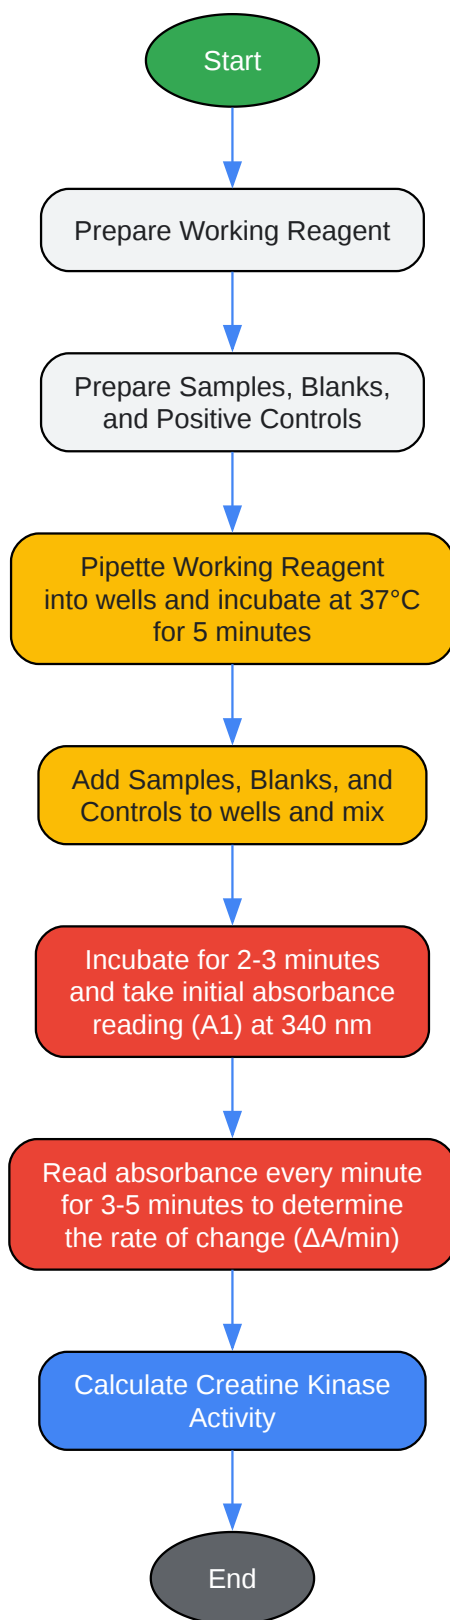 Start
Prepare Working Reagent
Prepare Samples, Blanks,
and Positive Controls
Pipette Working Reagent
into wells and incubate at 37°C
for 5 minutes
Add Samples, Blanks, and
Controls to wells and mix
Incubate for 2-3 minutes
and take initial absorbance
reading (A1) at 340 nm
Read absorbance every minute
for 3-5 minutes to determine
the rate of change (ΔA/min)
Calculate Creatine Kinase
Activity
End